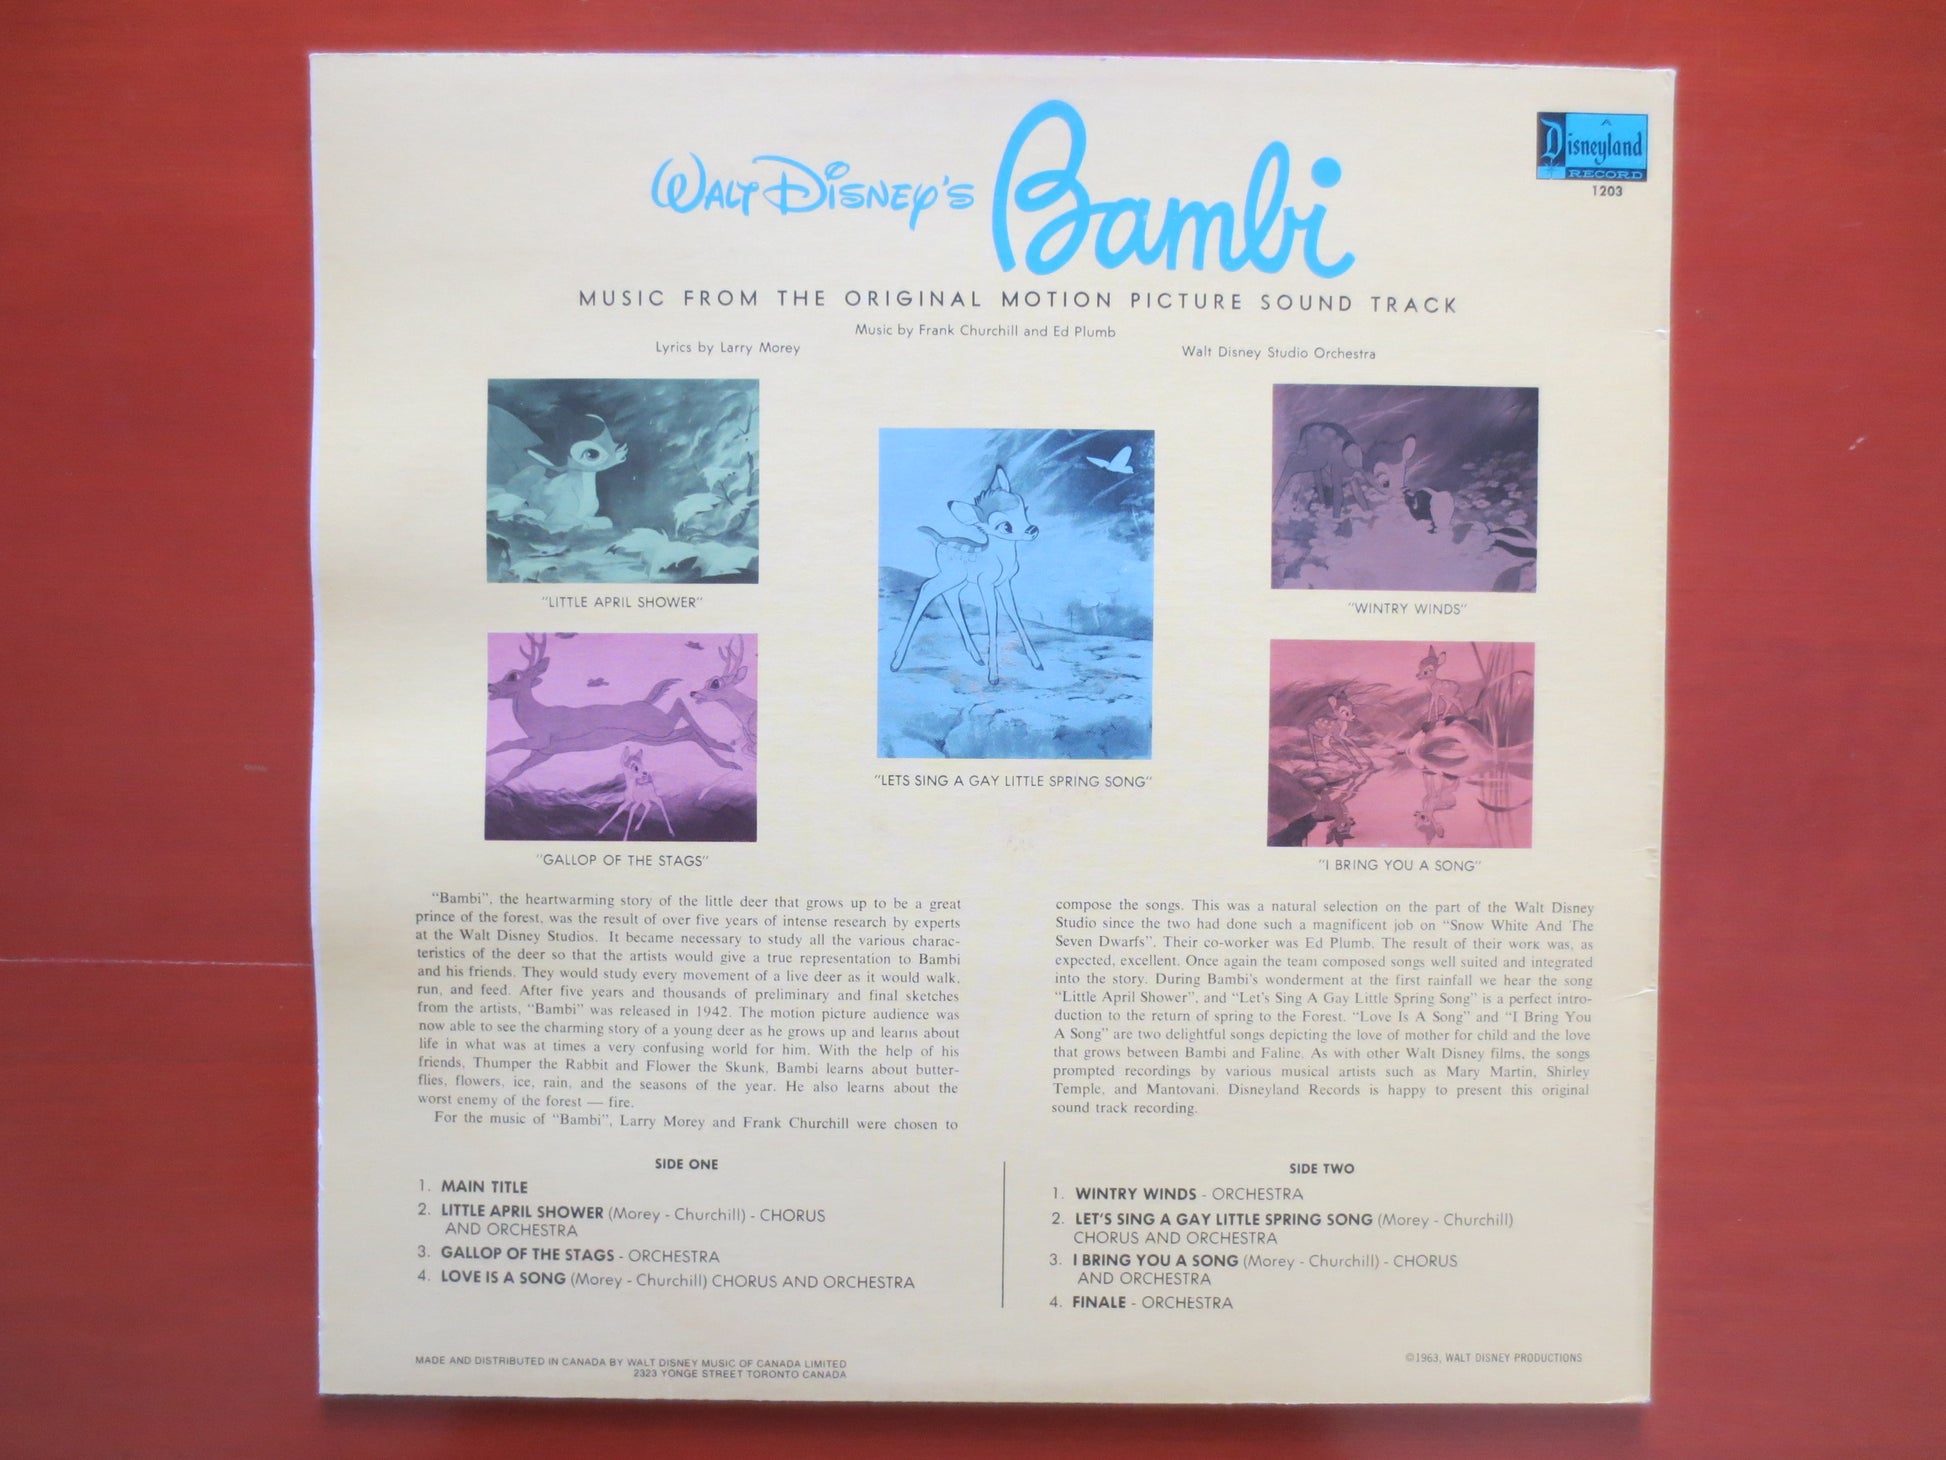 WALT DISNEY'S Bambi
A
Disneyland
RECORD
1203
MUSIC FROM THE ORIGINAL MOTION PICTURE SOUND TRACK
Music by Frank Churchill and Ed Plumb
Lyrics by Larry Morey
Walt Disney Studio Orchestra
"LITTLE APRIL SHOWER"
"WINTRY WINDS"
"LETS SING A GAY LITTLE SPRING SONG"
"GALLOP OF THE STAGS"
"I BRING YOU A SONG"
"Bambi", the heartwarming story of the little deer that grows up to be a great
prince of the forest, was the result of over five years of intense research by experts
at the Walt Disney Studios. It became necessary to study all the various charac-
teristics of the deer so that the artists would give a true representation to Bambi
and his friends. They would study every movement of a live deer as it would walk,
run, and feed. After five years and thousands of preliminary and final sketches
from the artists, "Bambi" was released in 1942. The motion picture audience was
now able to see the charming story of a young deer as he grows up and learns about
life in what was at times a very confusing world for him. With the help of his
friends, Thumper the Rabbit and Flower the Skunk, Bambi learns about butter-
flies, flowers, ice, rain, and the seasons of the year. He also learns about the
worst enemy of the forest — fire.
For the music of "Bambi", Larry Morey and Frank Churchill were chosen to
compose the songs. This was a natural selection on the part of the Walt Disney
Studio since the two had done such a magnificent job on "Snow White And The
Seven Dwarfs". Their co-worker was Ed Plumb. The result of their work was, as
expected, excellent. Once again the team composed songs well suited and integrated
into the story. During Bambi's wonderment at the first rainfall we hear the song
"Little April Shower", and "Let's Sing A Gay Little Spring Song" is a perfect intro-
duction to the return of spring to the Forest. "Love Is A Song" and "I Bring You
A Song" are two delightful songs depicting the love of mother for child and the love
that grows between Bambi and Faline. As with other Walt Disney films, the songs
prompted recordings by various musical artists such as Mary Martin, Shirley
Temple, and Mantovani. Disneyland Records is happy to present this original
sound track recording.
SIDE ONE
1. MAIN TITLE
2. LITTLE APRIL SHOWER (Morey - Churchill) - CHORUS
AND ORCHESTRA
3. GALLOP OF THE STAGS - ORCHESTRA
4. LOVE IS A SONG (Morey - Churchill) CHORUS AND ORCHESTRA
SIDE TWO
1. WINTRY WINDS - ORCHESTRA
2. LET'S SING A GAY LITTLE SPRING SONG (Morey - Churchill)
CHORUS AND ORCHESTRA
3. I BRING YOU A SONG (Morey - Churchill) - CHORUS
AND ORCHESTRA
4. FINALE - ORCHESTRA
MADE AND DISTRIBUTED IN CANADA BY WALT DISNEY MUSIC OF CANADA LIMITED
2323 YONGE STREET TORONTO CANADA
©1963, WALT DISNEY PRODUCTIONS